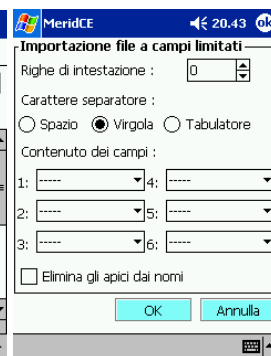 MeridCE 20.43 ok
Importazione file a campi limitati
Righe di intestazione : 0
Carattere separatore :
Spazio Virgola Tabulatore
Contenuto dei campi :
1: ----- 4: -----
2: ----- 5: -----
3: ----- 6: -----
Elimina gli apici dai nomi
OK Annulla